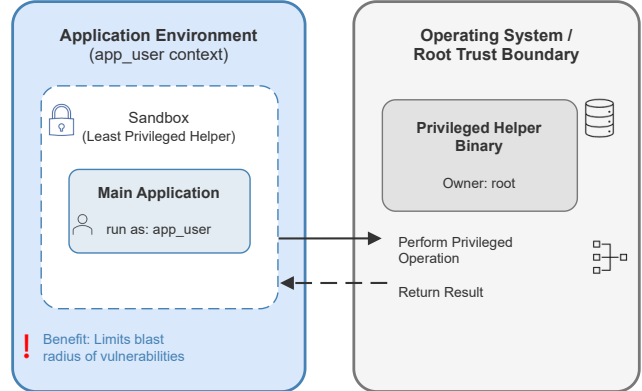 Application Environment
(app_user context)
Sandbox
(Least Privileged Helper)
Main Application
run as: app_user
Benefit: Limits blast
radius of vulnerabilities
Operating System /
Root Trust Boundary
Privileged Helper
Binary
Owner: root
Perform Privileged
Operation
Return Result